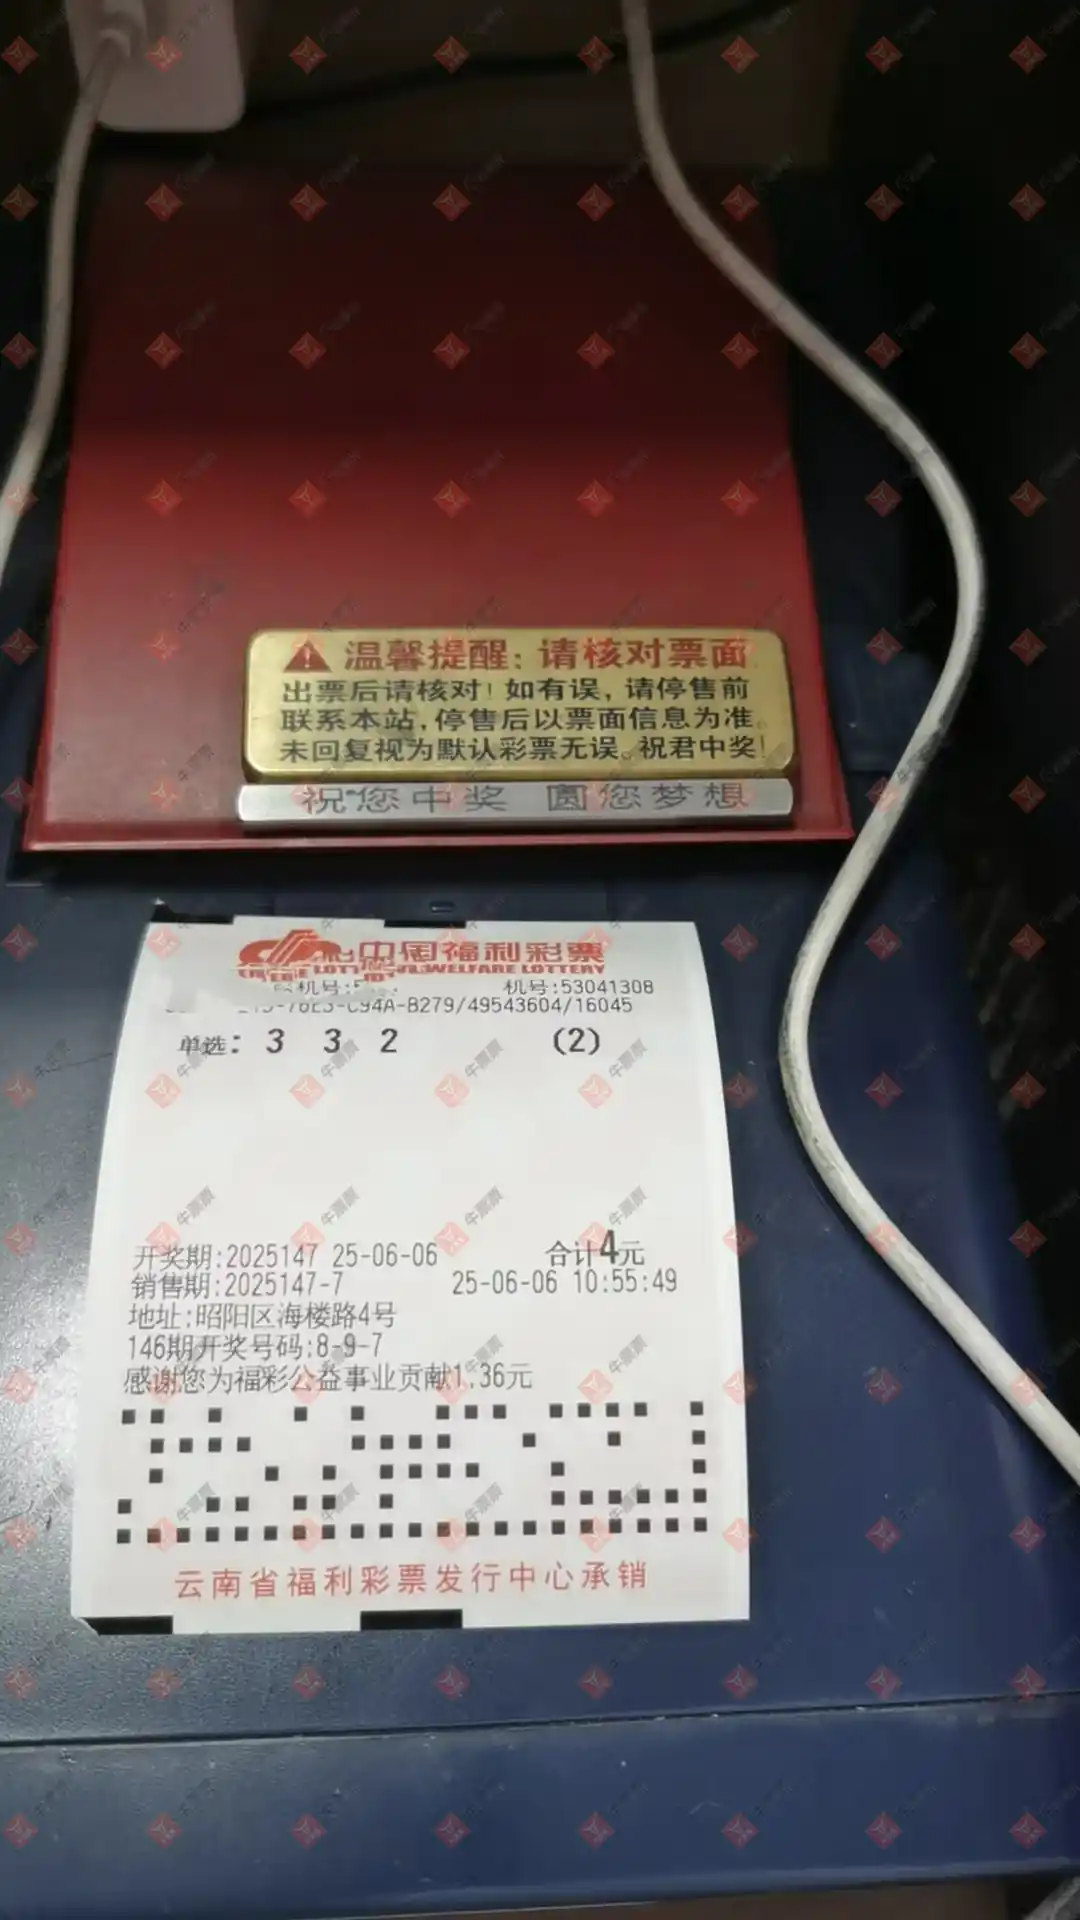 温馨提醒：请核对票面
出票后请核对！如有误，请停售前
联系本站，停售后以票面信息为准。
未回复视为默认彩票无误。祝君中奖！
祝您中奖 圆您梦想
中国福利彩票
WELFARE LOTTERY
机号:53041308
C94A-B279/49543604/16045
单选: 3 3 2 (2)
开奖期:2025147 25-06-06 合计4元
销售期:2025147-7 25-06-06 10:55:49
地址:昭阳区海楼路4号
146期开奖号码:8-9-7
感谢您为福彩公益事业贡献1.36元
云南省福利彩票发行中心承销
牛票票